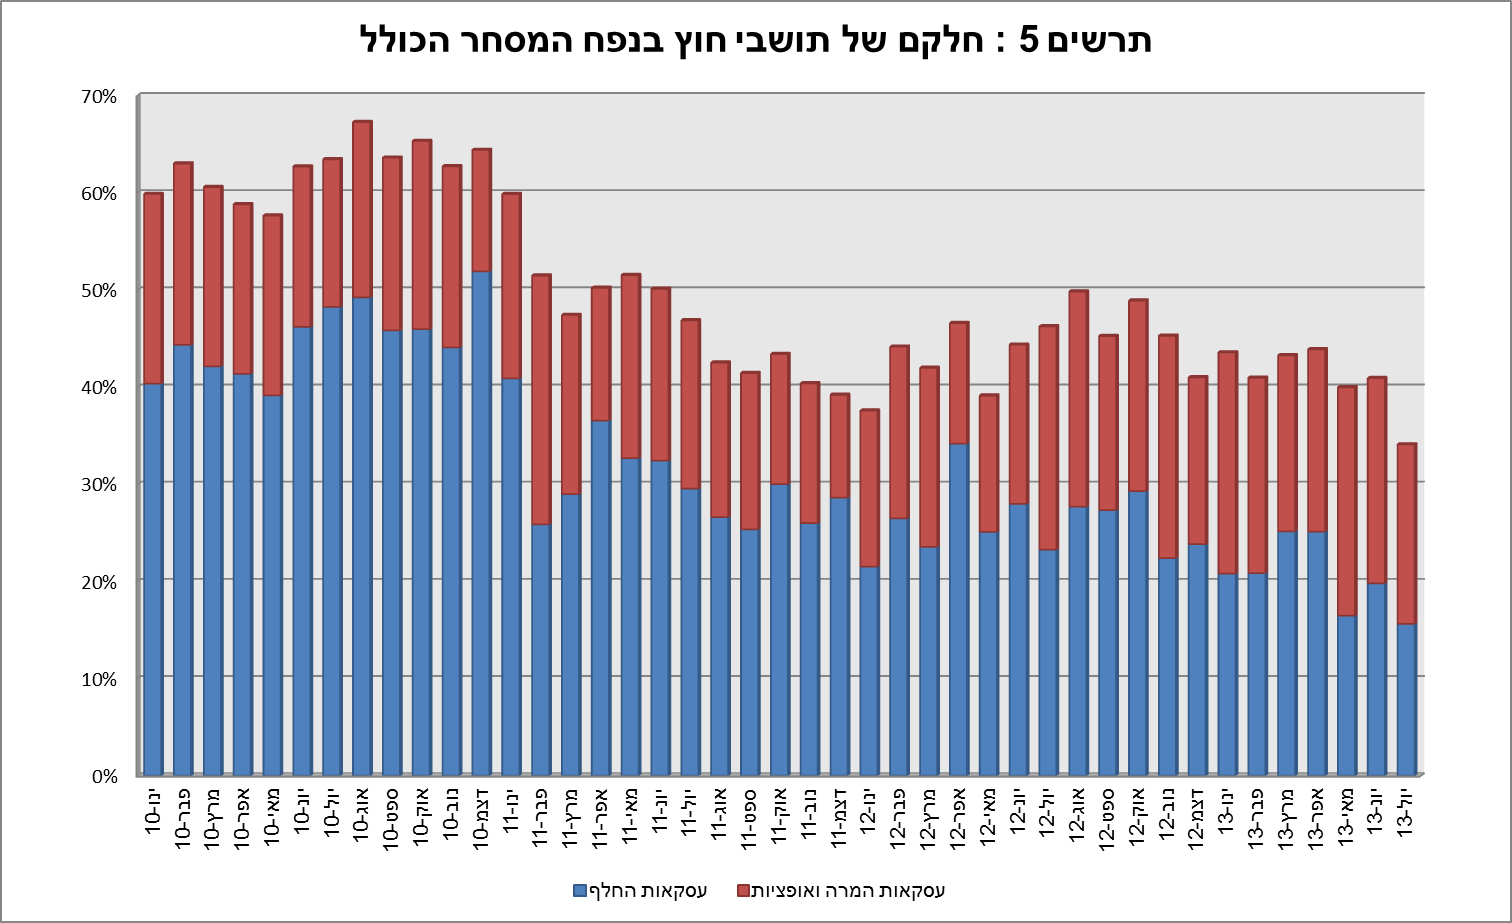 תרשים 5 : חלקם של תושבי חוץ בנפח המסחר הכולל
70%
60%
50%
40%
30%
20%
10%
0%
ינו-10
פבר-10
מרץ-10
אפר-10
מאי-10
יונ-10
יול-10
אוג-10
ספט-10
אוק-10
נוב-10
דצמ-10
ינו-11
פבר-11
מרץ-11
אפר-11
מאי-11
יונ-11
יול-11
אוג-11
ספט-11
אוק-11
נוב-11
דצמ-11
ינו-12
פבר-12
מרץ-12
אפר-12
מאי-12
יונ-12
יול-12
אוג-12
ספט-12
אוק-12
נוב-12
דצמ-12
ינו-13
פבר-13
מרץ-13
אפר-13
מאי-13
יונ-13
יול-13
עסקאות המרה ואופציות
עסקאות החלף